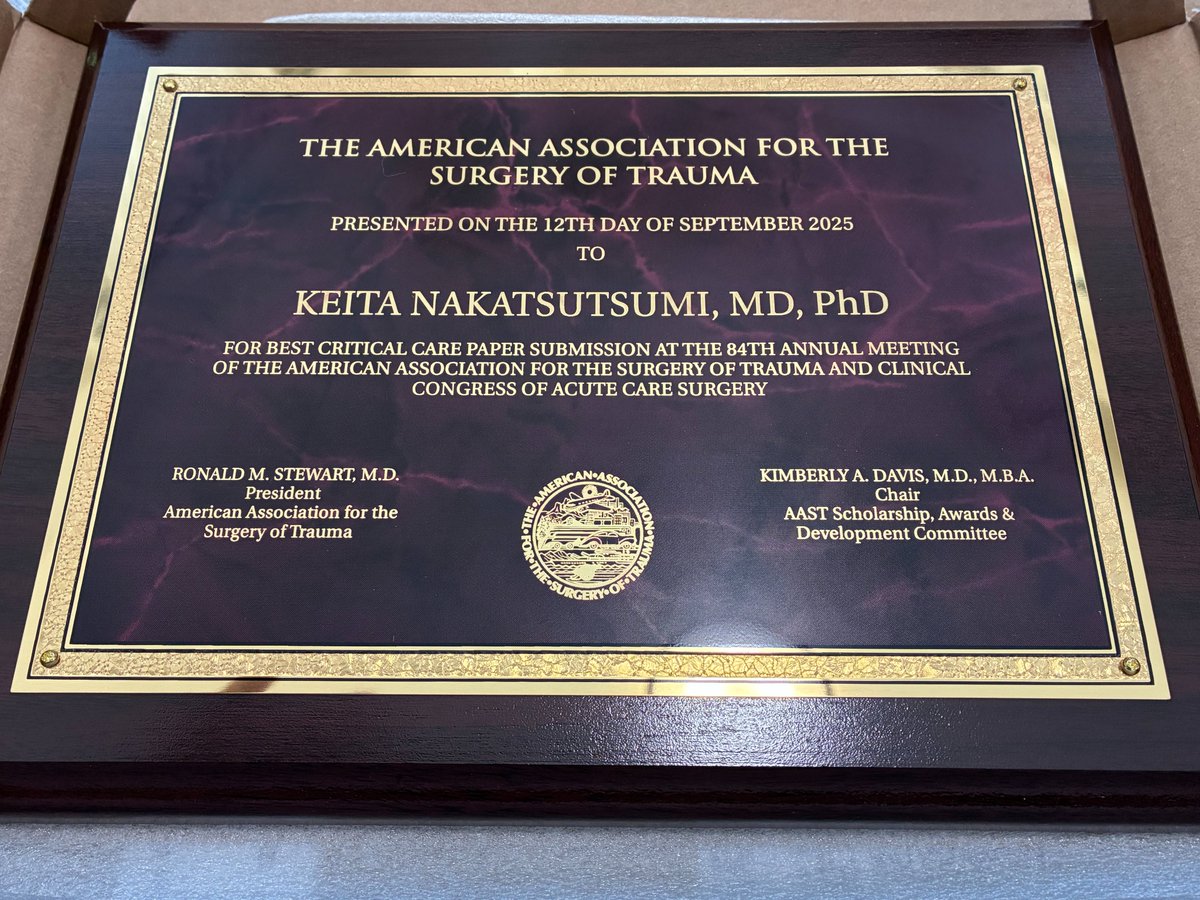 THE AMERICAN ASSOCIATION FOR THE
SURGERY OF TRAUMA
PRESENTED ON THE 12TH DAY OF SEPTEMBER 2025
TO
KEITA NAKATSUTSUMI, MD, PhD
FOR BEST CRITICAL CARE PAPER SUBMISSION AT THE 84TH ANNUAL MEETING
OF THE AMERICAN ASSOCIATION FOR THE SURGERY OF TRAUMA AND CLINICAL
CONGRESS OF ACUTE CARE SURGERY
RONALD M. STEWART, M.D.
President
American Association for the
Surgery of Trauma
THE•AMERICAN•ASSOCIATION•FOR•THE•SURGERY•OF•TRAUMA•
KIMBERLY A. DAVIS, M.D., M.B.A.
Chair
AAST Scholarship, Awards &
Development Committee